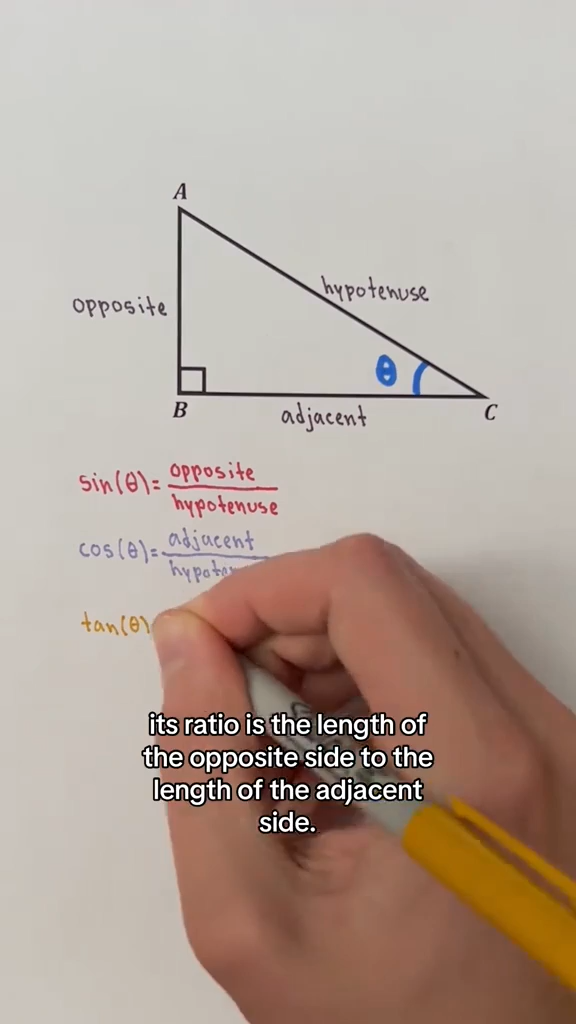 A
opposite
hypotenuse
θ
B
adjacent
C
sin(θ)= opposite
hypotenuse
cos(θ)= adjacent
tan(θ)
its ratio is the length of
the opposite side to the
length of the adjacent
side.